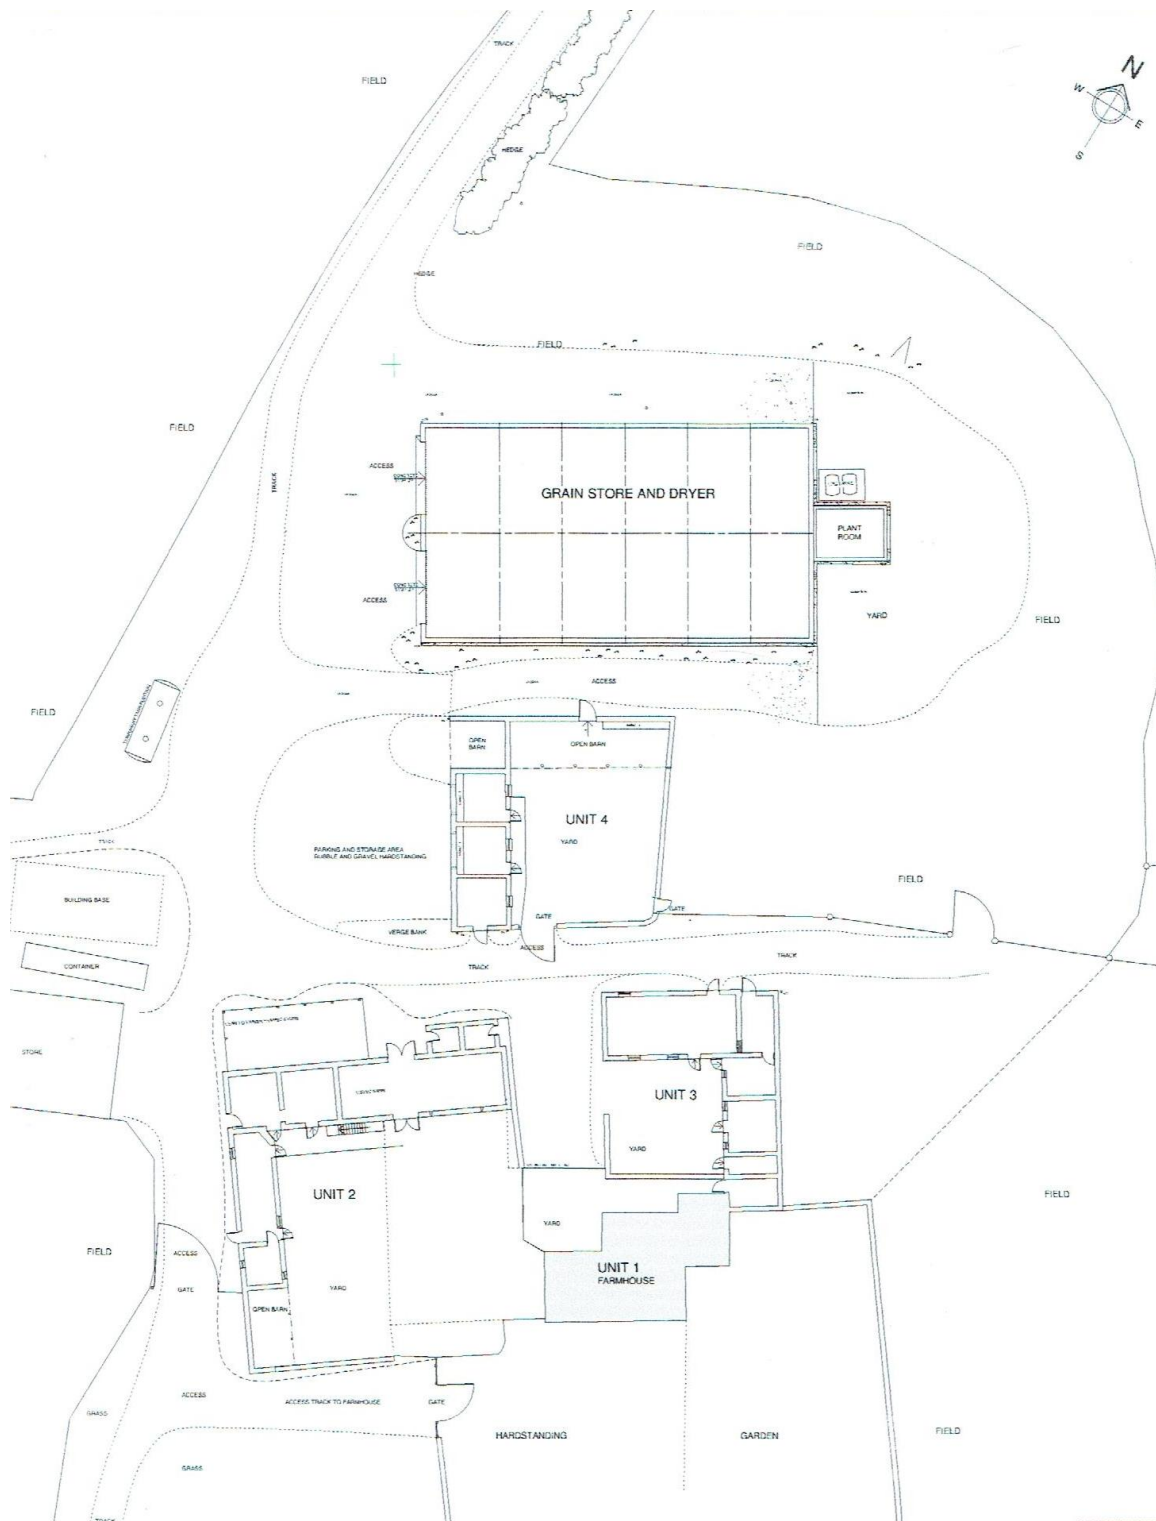 TRACK
FIELD
N
W
E
S
HEDGE
FIELD
HEDGE
FIELD
FIELD
ACCESS
TRACK
GRAIN STORE AND DRYER
PLANT
ROOM
ACCESS
YARD
FIELD
ACCESS
FIELD
OPEN
BARN
OPEN BARN
UNIT 4
YARD
TRACK
PARKING AND STORAGE AREA
RUBBLE AND GRAVEL HARDSTANDING
FIELD
BUILDING BASE
GATE
GATE
VERGE BANK
ACCESS
TRACK
TRACK
CONTAINER
STORE
UNIT 3
YARD
UNIT 2
FIELD
YARD
FIELD
ACCESS
UNIT 1
FARMHOUSE
GATE
YARD
OPEN BARN
ACCESS
ACCESS TRACK TO FARMHOUSE
GATE
GRASS
HARDSTANDING
GARDEN
FIELD
GRASS
TRACK